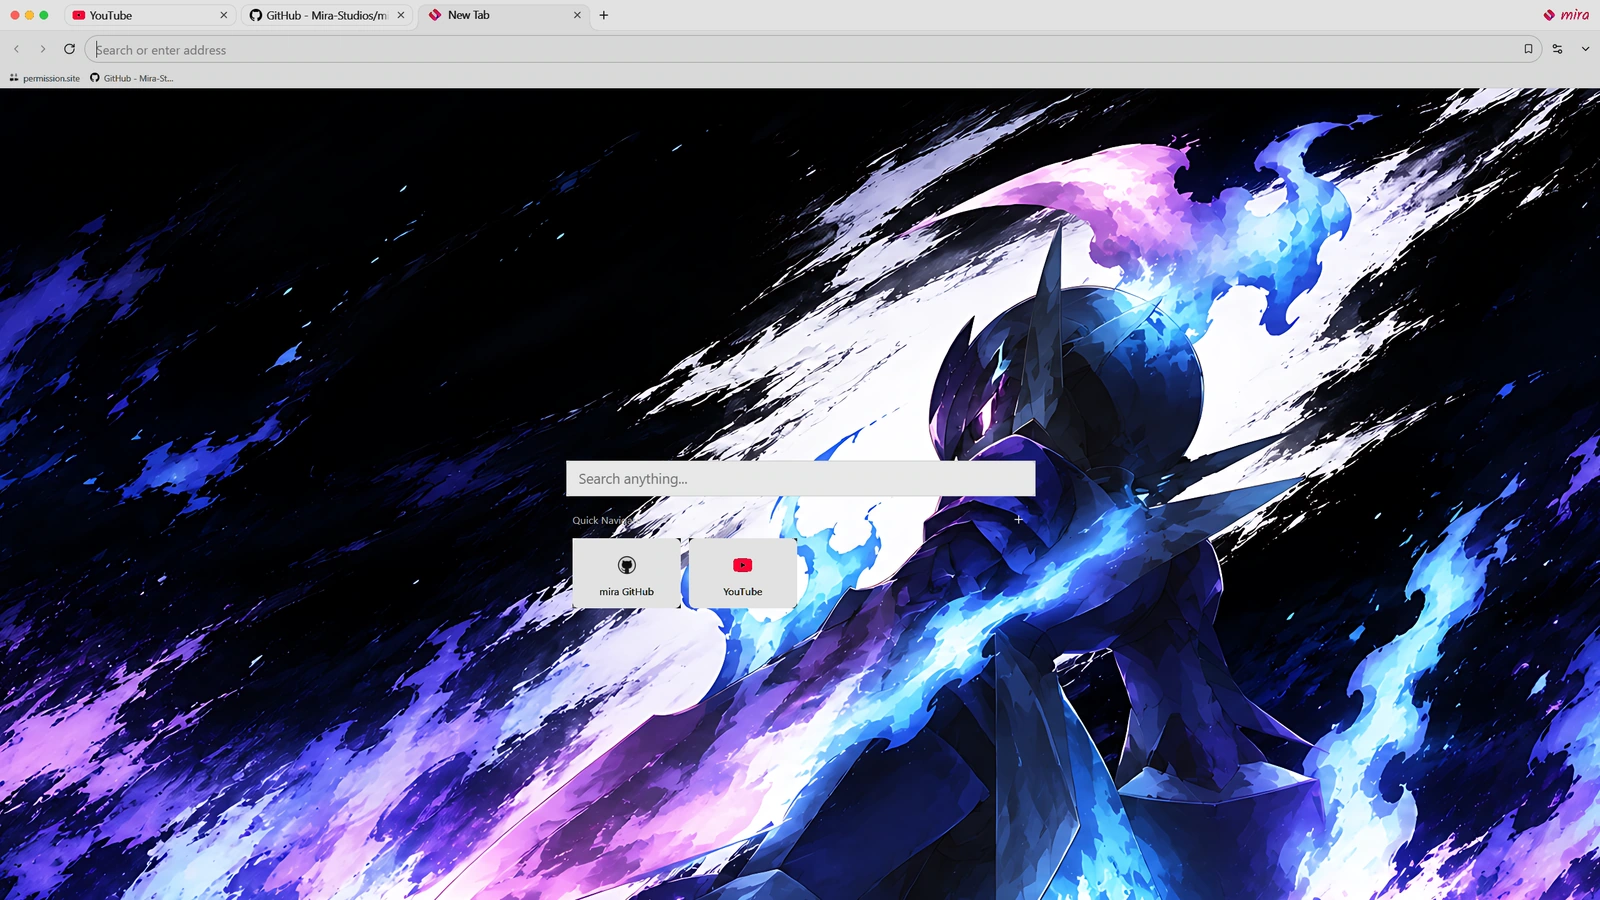 YouTube
GitHub - Mira-Studios/m
New Tab
mira
Search or enter address
permission.site
GitHub - Mira-St...
Search anything...
Quick
mira GitHub
YouTube